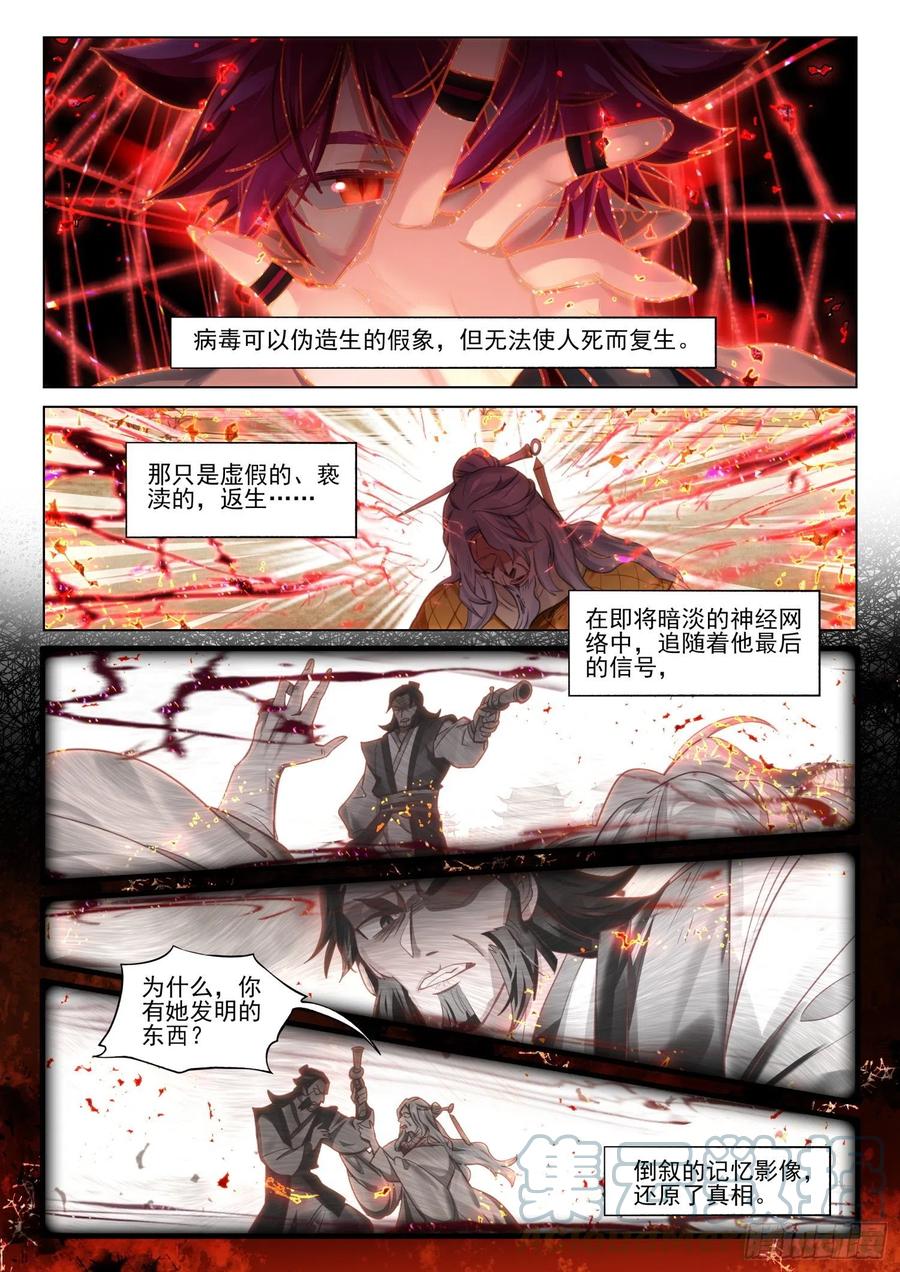 病毒可以伪造生的假象，但无法使人死而复生。
那只是虚假的、亵
渎的，返生……
在即将暗淡的神经网
络中，追随着他最后
的信号，
为什么，你
有她发明的
东西？
倒叙的记忆影像，
还原了真相。